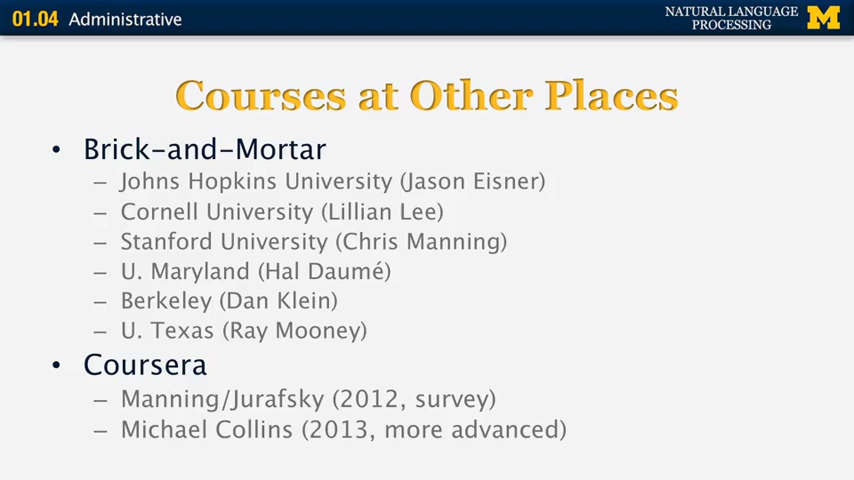 01.04 Administrative
NATURAL LANGUAGE
PROCESSING
M
Courses at Other Places
• Brick-and-Mortar
– Johns Hopkins University (Jason Eisner)
– Cornell University (Lillian Lee)
– Stanford University (Chris Manning)
– U. Maryland (Hal Daumé)
– Berkeley (Dan Klein)
– U. Texas (Ray Mooney)
• Coursera
– Manning/Jurafsky (2012, survey)
– Michael Collins (2013, more advanced)